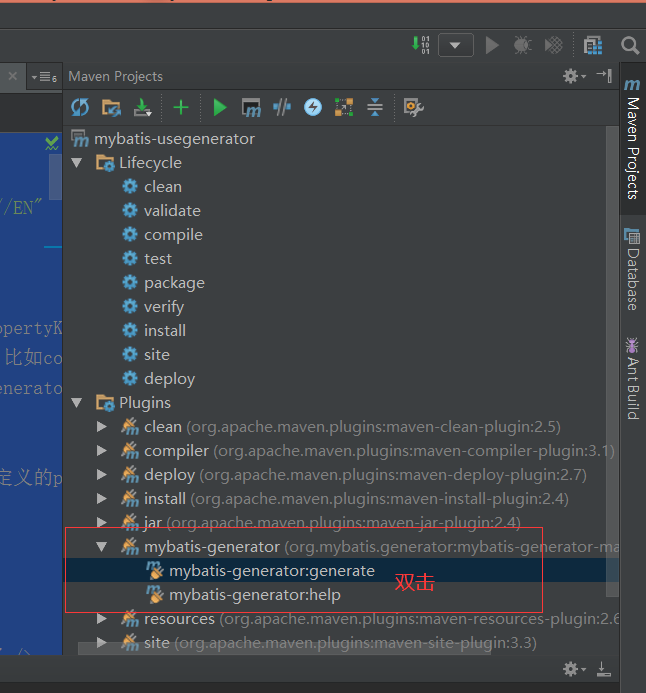 Maven Projects
mybatis-usegenerator
Lifecycle
clean
validate
compile
test
package
verify
install
site
deploy
Plugins
clean (org.apache.maven.plugins:maven-clean-plugin:2.5)
compiler (org.apache.maven.plugins:maven-compiler-plugin:3.1)
deploy (org.apache.maven.plugins:maven-deploy-plugin:2.7)
install (org.apache.maven.plugins:maven-install-plugin:2.4)
jar (org.apache.maven.plugins:maven-jar-plugin:2.4)
mybatis-generator (org.mybatis.generator:mybatis-generator-ma
mybatis-generator:generate
双击
mybatis-generator:help
resources (org.apache.maven.plugins:maven-resources-plugin:2.6
site (org.apache.maven.plugins:maven-site-plugin:3.3)
//EN"
opertyK
比如co
enerato
定义的p
Maven Projects
Database
Ant Build